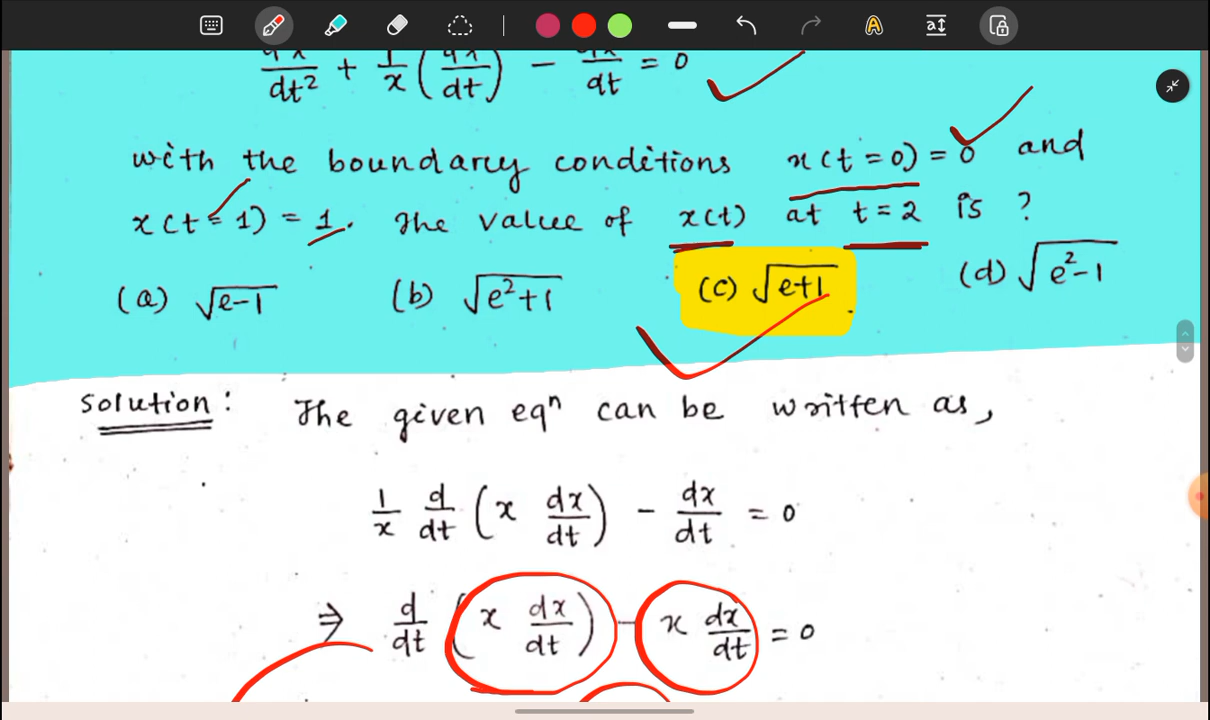 dt² + 1/x (dx/dt) - dx/dt = 0
with the boundary conditions x(t=0) = 0 and
x(t=1) = 1. The value of x(t) at t=2 is ?
(a) √e-1 (b) √e²+1 (c) √e+1 (d) √e²-1
Solution: The given eqⁿ can be written as,
1/x d/dt (x dx/dt) - dx/dt = 0
⇒ d/dt (x dx/dt) - x dx/dt = 0